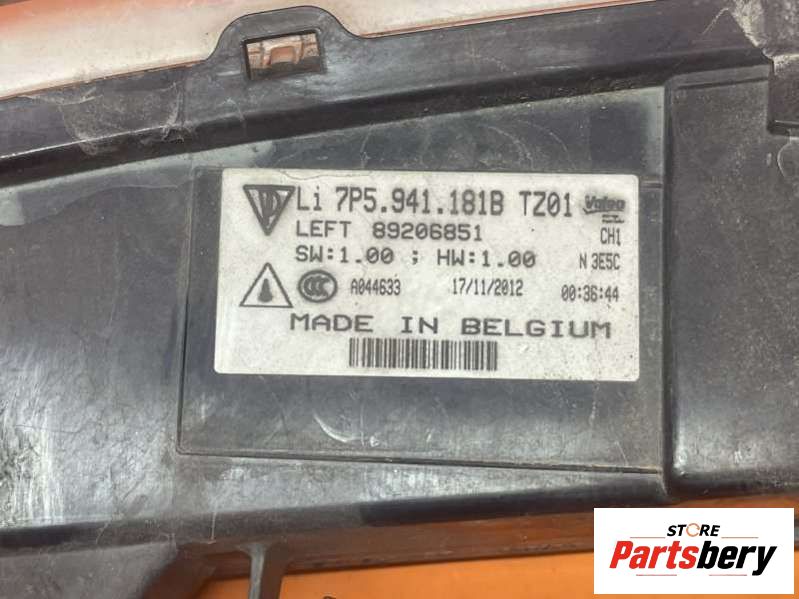 Li 7P5.941.181B TZ01 Valeo
LEFT 89206851 CH1
SW:1.00 ; HW:1.00 N 3E5C
CCC A044633 17/11/2012 00:36:44
MADE IN BELGIUM
STORE
Partsbery